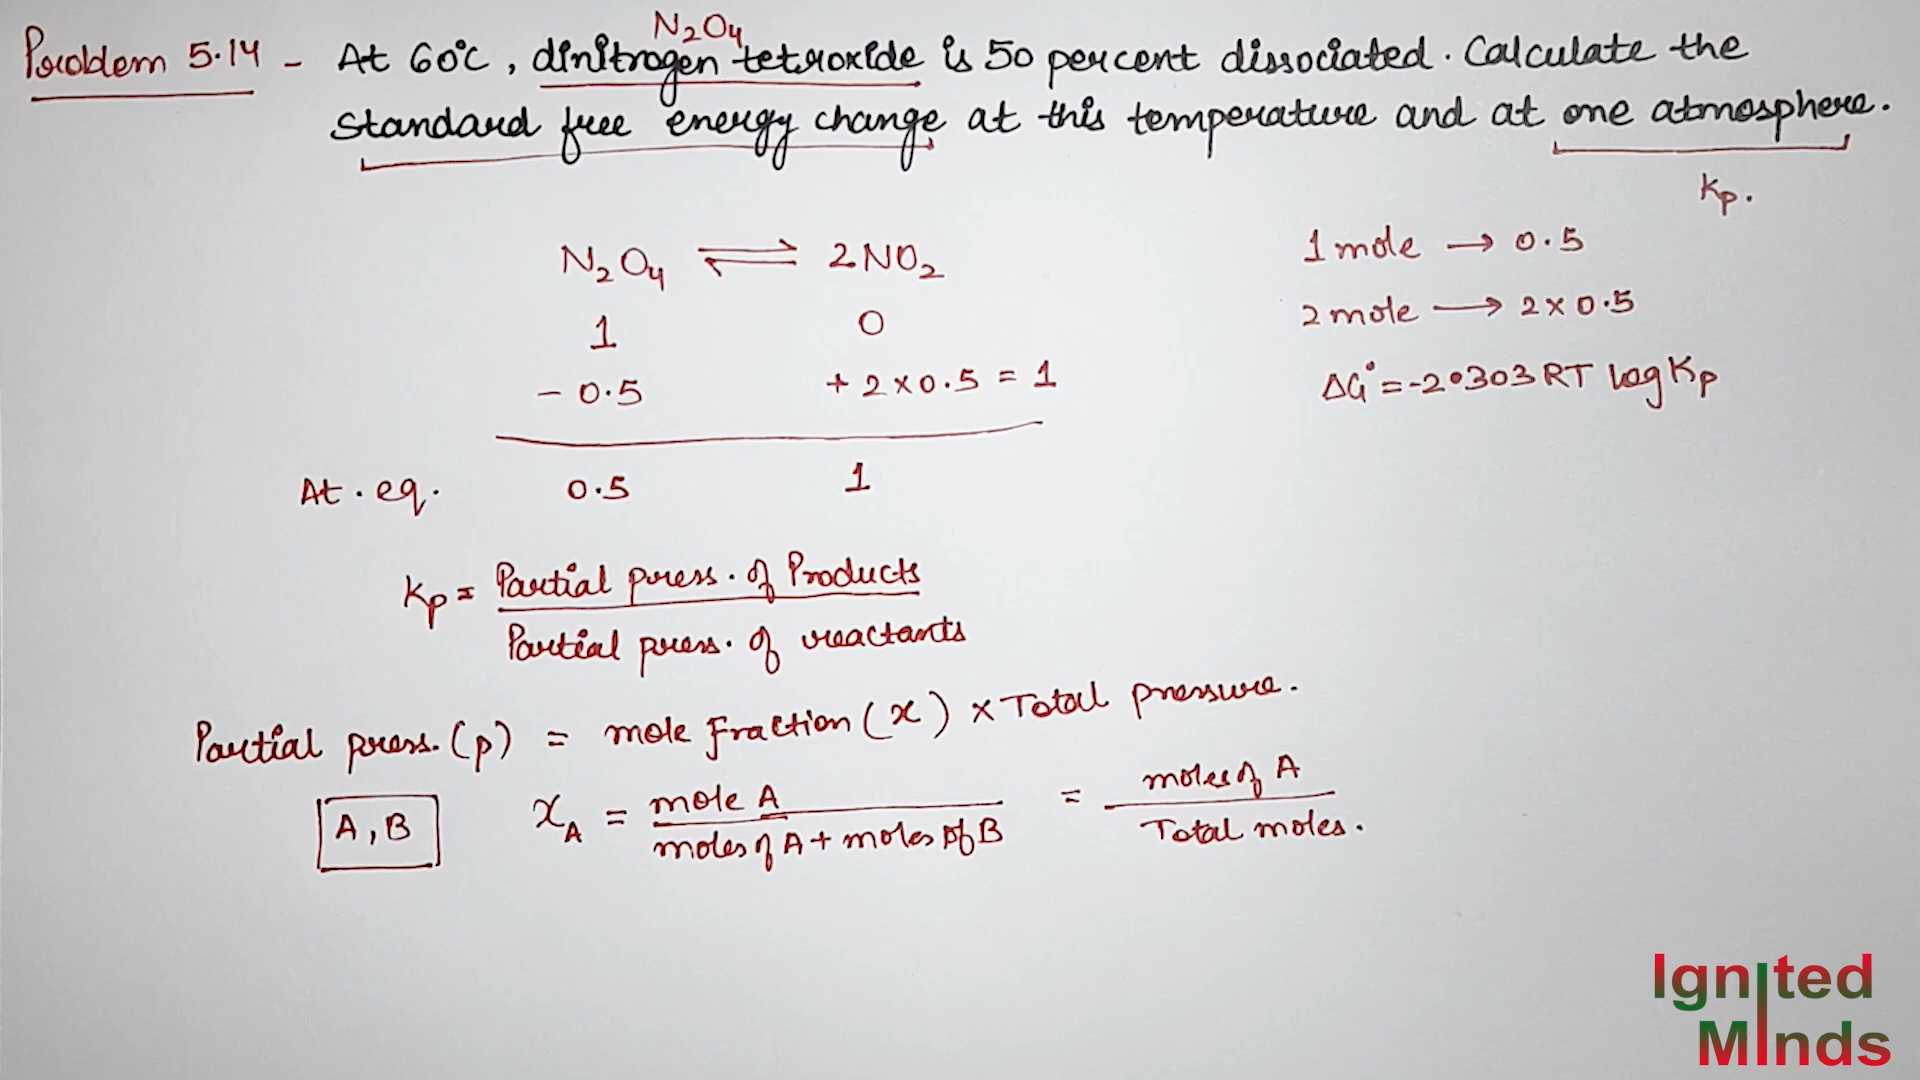 N₂O₄
Problem 5.14 - At 60°C, dinitrogen tetroxide is 50 percent dissociated. Calculate the
standard free energy change at this temperature and at one atmosphere.
Kp.
N₂O₄ ⇌ 2NO₂
1 0
- 0.5 + 2×0.5 = 1
At. eq. 0.5 1
1 mole → 0.5
2 mole → 2×0.5
ΔG° = -2.303 RT log Kp
Kp = Partial press. of Products
Partial press. of reactants
Partial press. (p) = mole fraction (x) × Total pressure.
A, B
x_A = mole A = moles of A
moles of A + moles of B Total moles.
Ignited
Minds